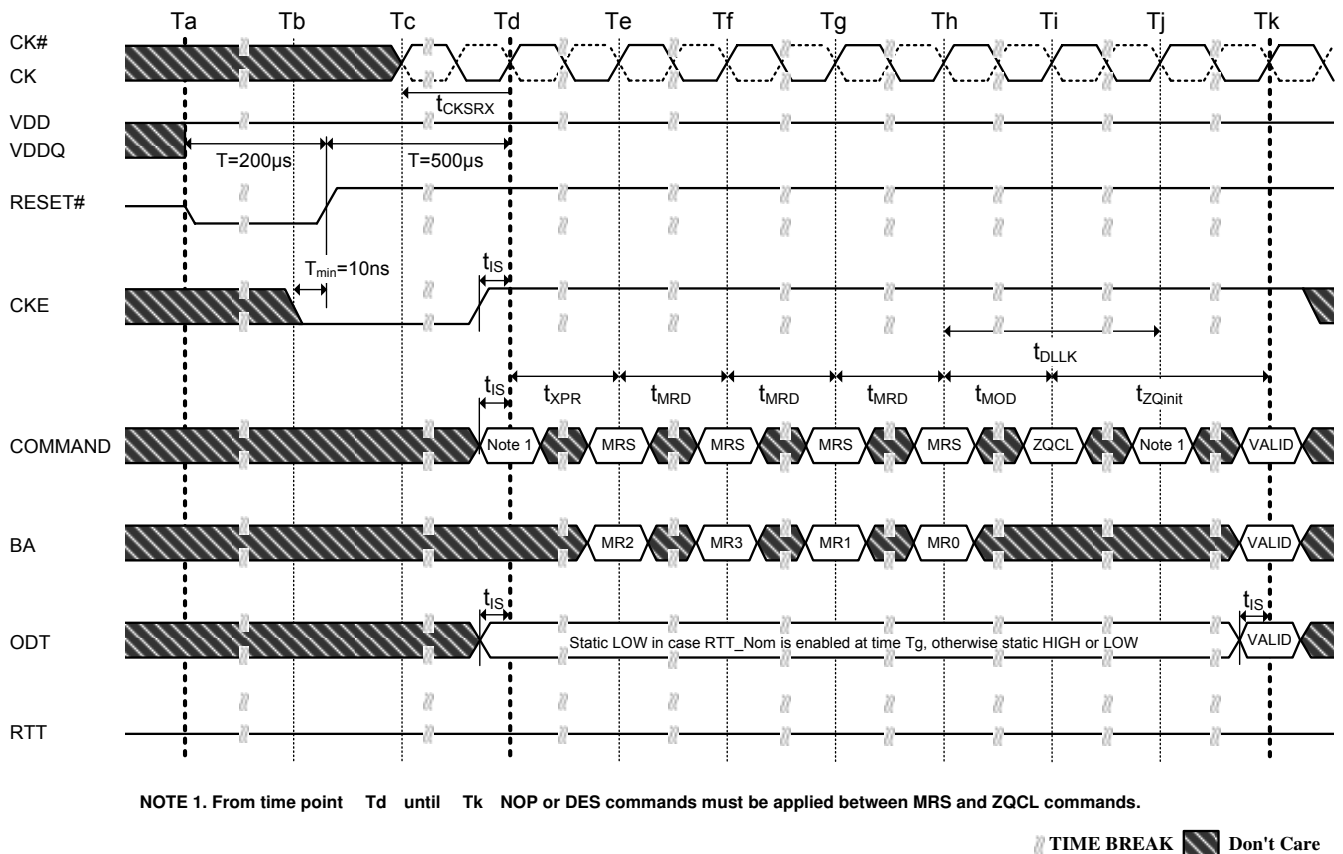 Ta Tb Tc Td Te Tf Tg Th Ti Tj Tk
CK#
CK
tCKSRX
VDD
VDDQ
T=200µs T=500µs
RESET#
Tmin=10ns tIS
CKE
tDLLK
tIS tXPR tMRD tMRD tMRD tMOD tZQinit
COMMAND Note 1 MRS MRS MRS MRS ZQCL Note 1 VALID
BA MR2 MR3 MR1 MR0 VALID
tIS tIS
ODT Static LOW in case RTT_Nom is enabled at time Tg, otherwise static HIGH or LOW VALID
RTT
NOTE 1. From time point Td until Tk NOP or DES commands must be applied between MRS and ZQCL commands.
TIME BREAK Don't Care